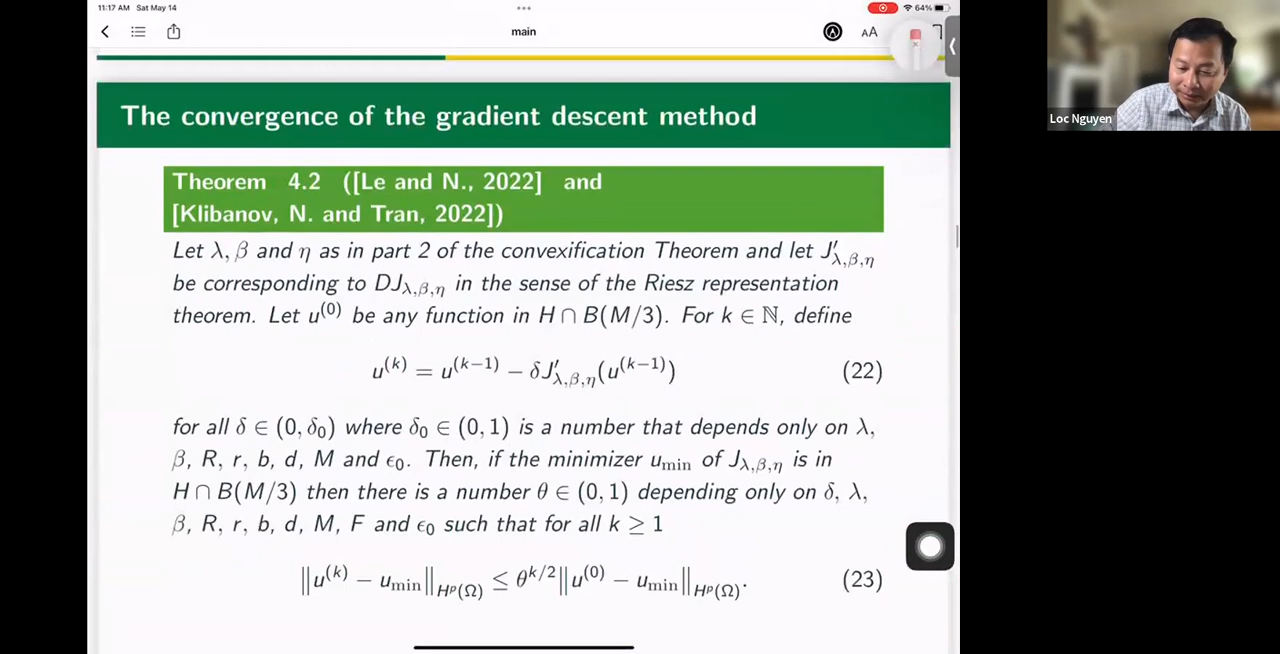 11:17 AM Sat May 14
64%
main
AA
The convergence of the gradient descent method
Loc Nguyen
Theorem 4.2 ([Le and N., 2022] and
[Klibanov, N. and Tran, 2022])
Let λ, β and η as in part 2 of the convexification Theorem and let J′λ,β,η
be corresponding to DJλ,β,η in the sense of the Riesz representation
theorem. Let u(0) be any function in H ∩ B(M/3). For k ∈ ℕ, define
u(k) = u(k−1) − δJ′λ,β,η(u(k−1)) (22)
for all δ ∈ (0, δ0) where δ0 ∈ (0, 1) is a number that depends only on λ,
β, R, r, b, d, M and ϵ0. Then, if the minimizer umin of Jλ,β,η is in
H ∩ B(M/3) then there is a number θ ∈ (0, 1) depending only on δ, λ,
β, R, r, b, d, M, F and ϵ0 such that for all k ≥ 1
‖u(k) − umin‖Hp(Ω) ≤ θk/2‖u(0) − umin‖Hp(Ω). (23)